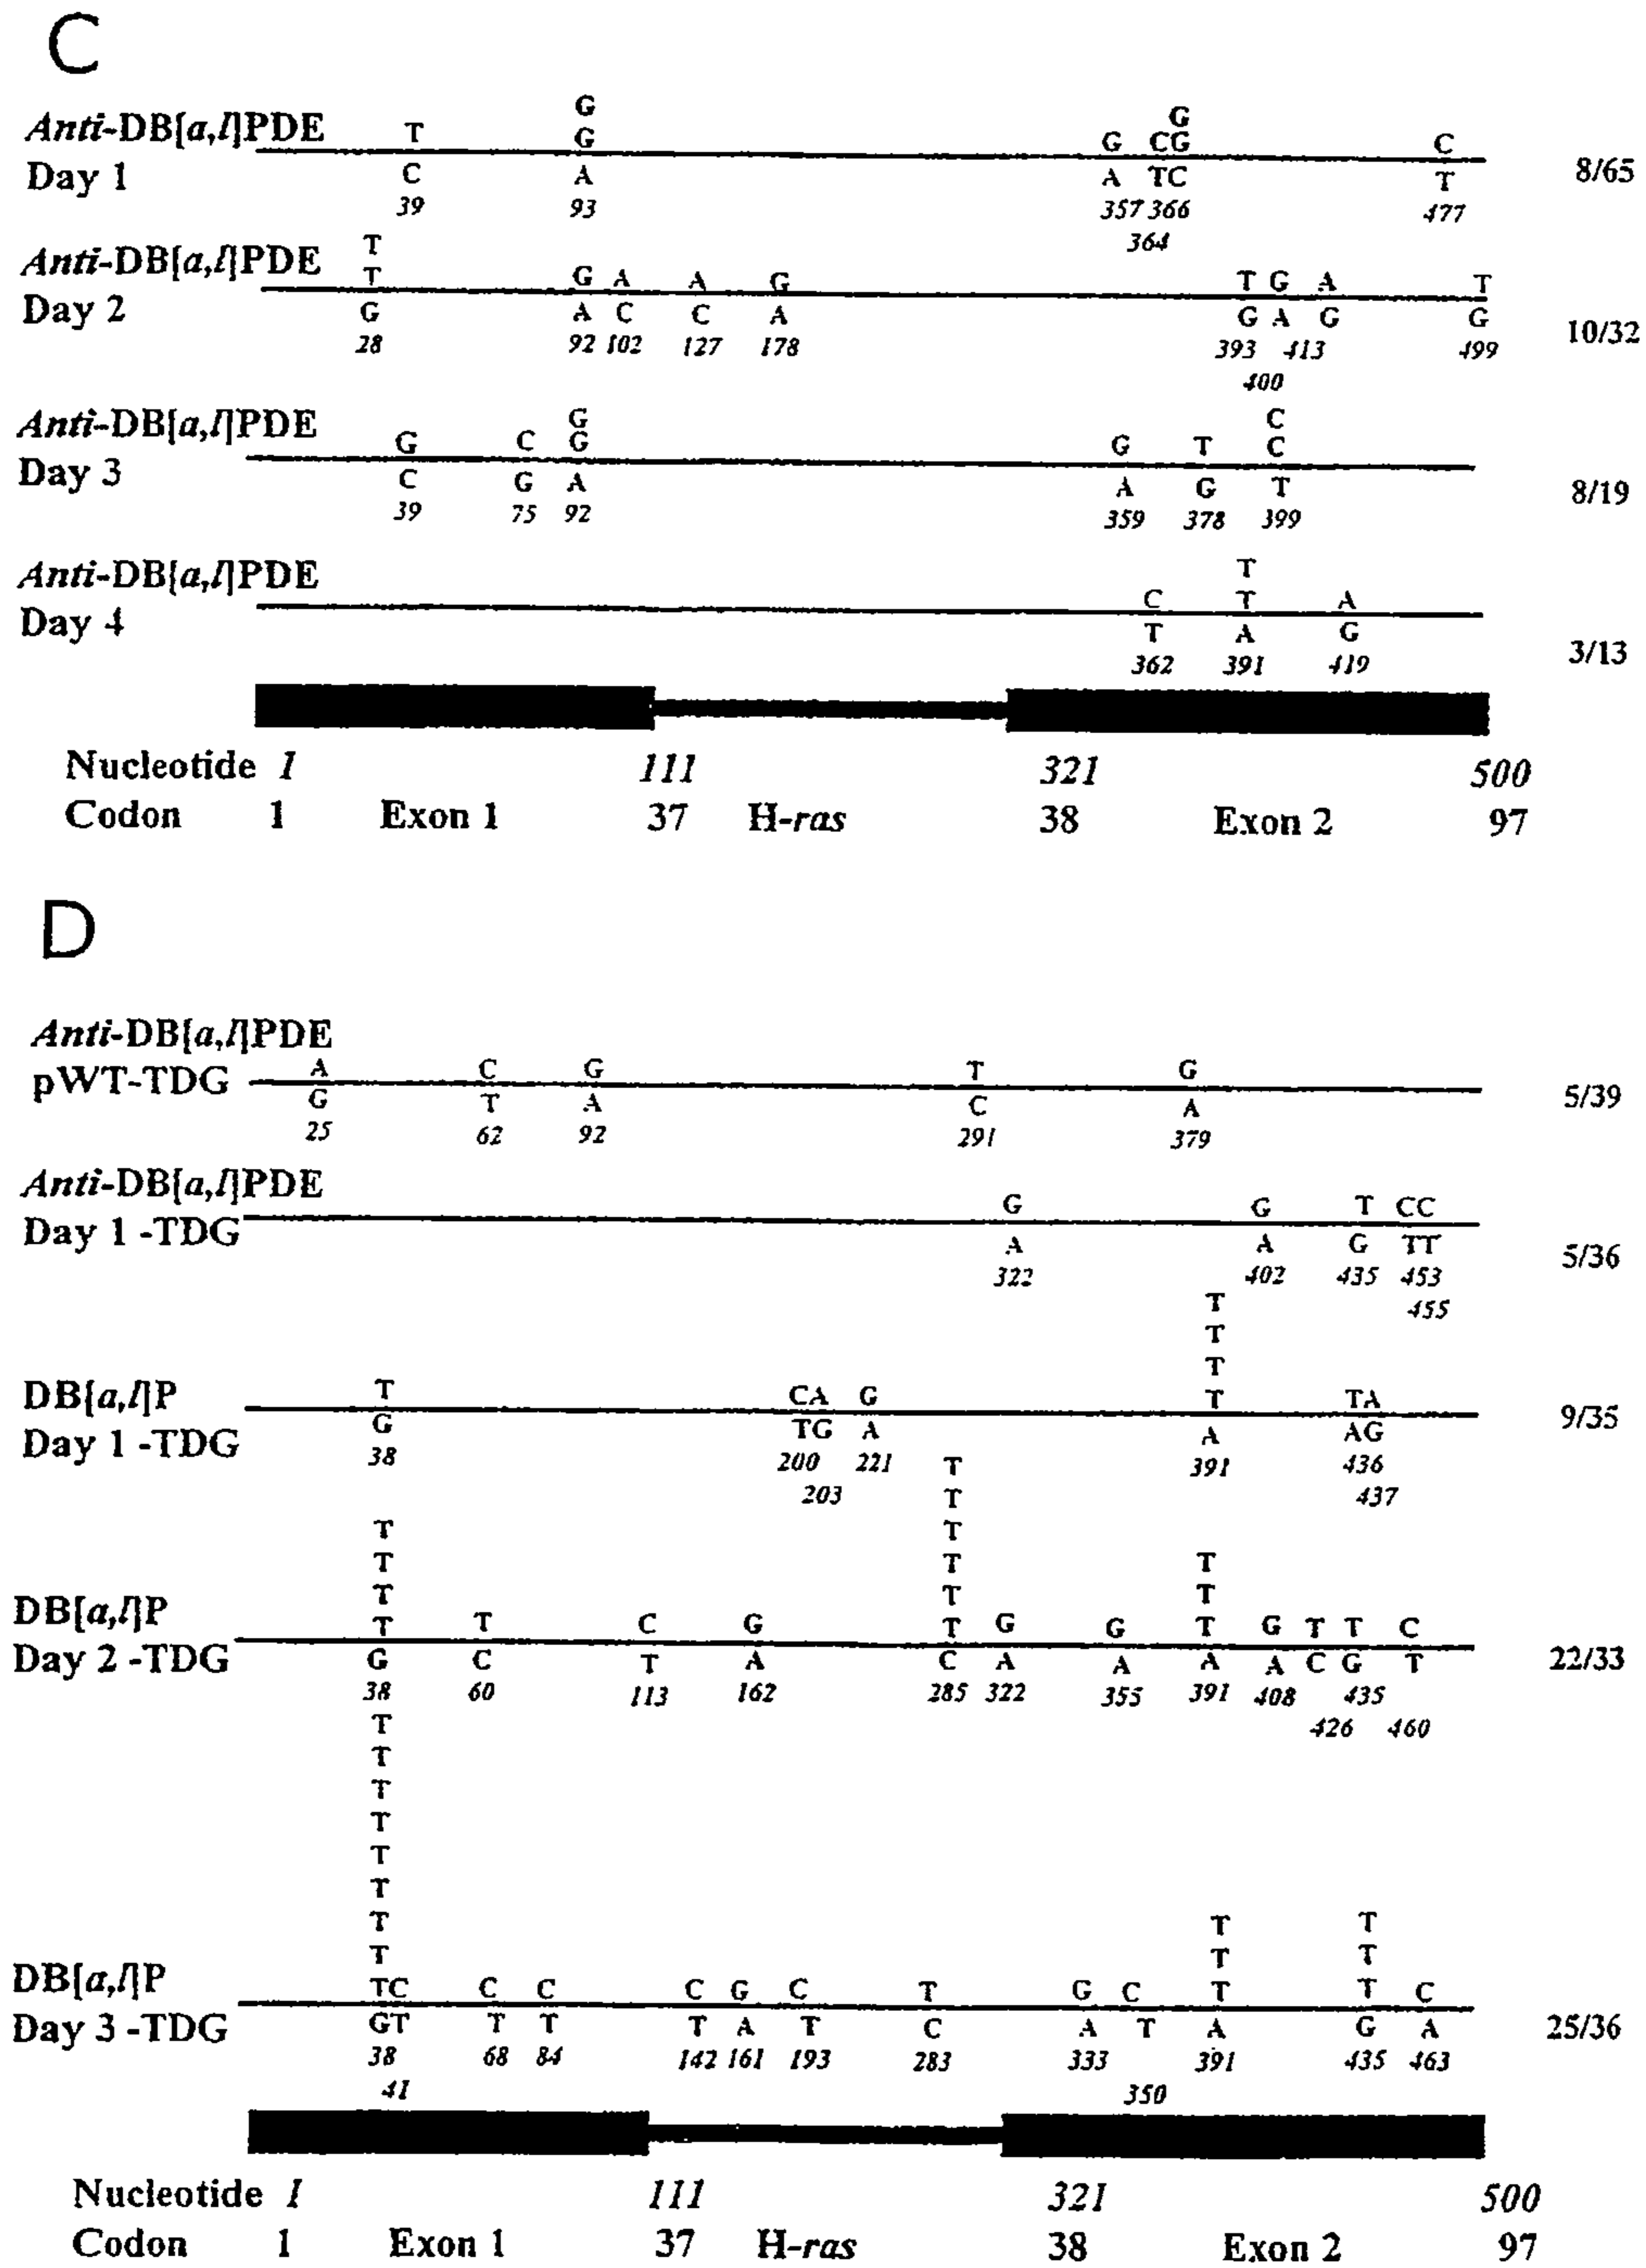 C
G
G
Anti-DB[a,l]PDE T G G CG C
Day 1 C A A TC T 8/65
39 93 357 366 477
364
T
Anti-DB[a,l]PDE T G A A G T G A T
Day 2 G A C C A G A G G 10/32
28 92 102 127 178 393 413 499
400
G C
Anti-DB[a,l]PDE G C G G T C
Day 3 C G A A G T 8/19
39 75 92 359 378 399
Anti-DB[a,l]PDE T
C T A
Day 4 T A G 3/13
362 391 419
Nucleotide 1 111 321 500
Codon 1 Exon 1 37 H-ras 38 Exon 2 97
D
Anti-DB[a,l]PDE
A C G T G
pWT-TDG G T A C A 5/39
25 62 92 291 379
Anti-DB[a,l]PDE
G G T CC
Day 1 -TDG A A G TT 5/36
322 402 435 453
455
T
T
T
DB[a,l]P T CA G T TA
Day 1 -TDG G TG A A AG 9/35
38 200 221 391 436
203 437
T
T
T T
T T T
T T T
DB[a,l]P T T C G T G G T G T T C
Day 2 -TDG G C T A C A A A A C G T 22/33
38 60 113 162 285 322 355 391 408 435
426 460
T
T
T
T
T
T
T T T
T T T
DB[a,l]P TC C C C G C T G C T T C
Day 3 -TDG GT T T T A T C A T A G A 25/36
38 68 84 142 161 193 283 333 391 435 463
41 350
Nucleotide 1 111 321 500
Codon 1 Exon 1 37 H-ras 38 Exon 2 97